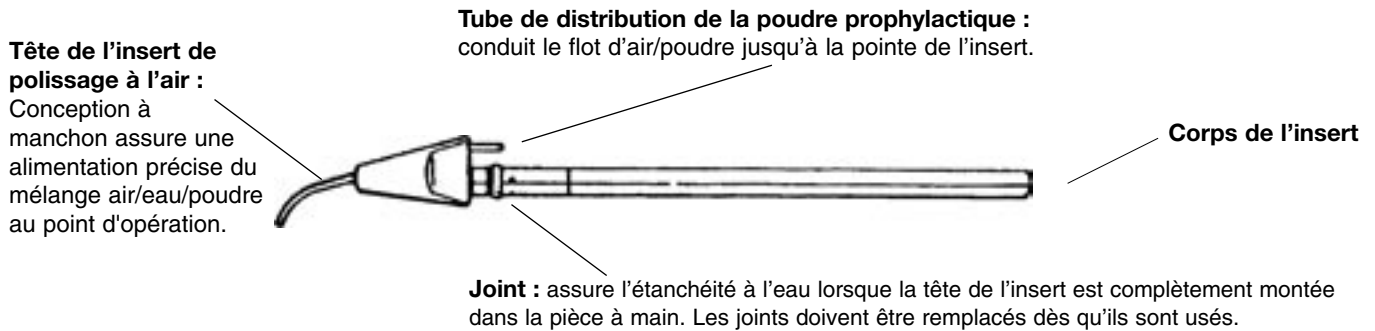 Tube de distribution de la poudre prophylactique :
conduit le flot d'air/poudre jusqu'à la pointe de l'insert.
Tête de l'insert de
polissage à l'air :
Conception à
manchon assure une
alimentation précise du
mélange air/eau/poudre
au point d'opération.
Corps de l'insert
Joint : assure l'étanchéité à l'eau lorsque la tête de l'insert est complètement montée
dans la pièce à main. Les joints doivent être remplacés dès qu'ils sont usés.